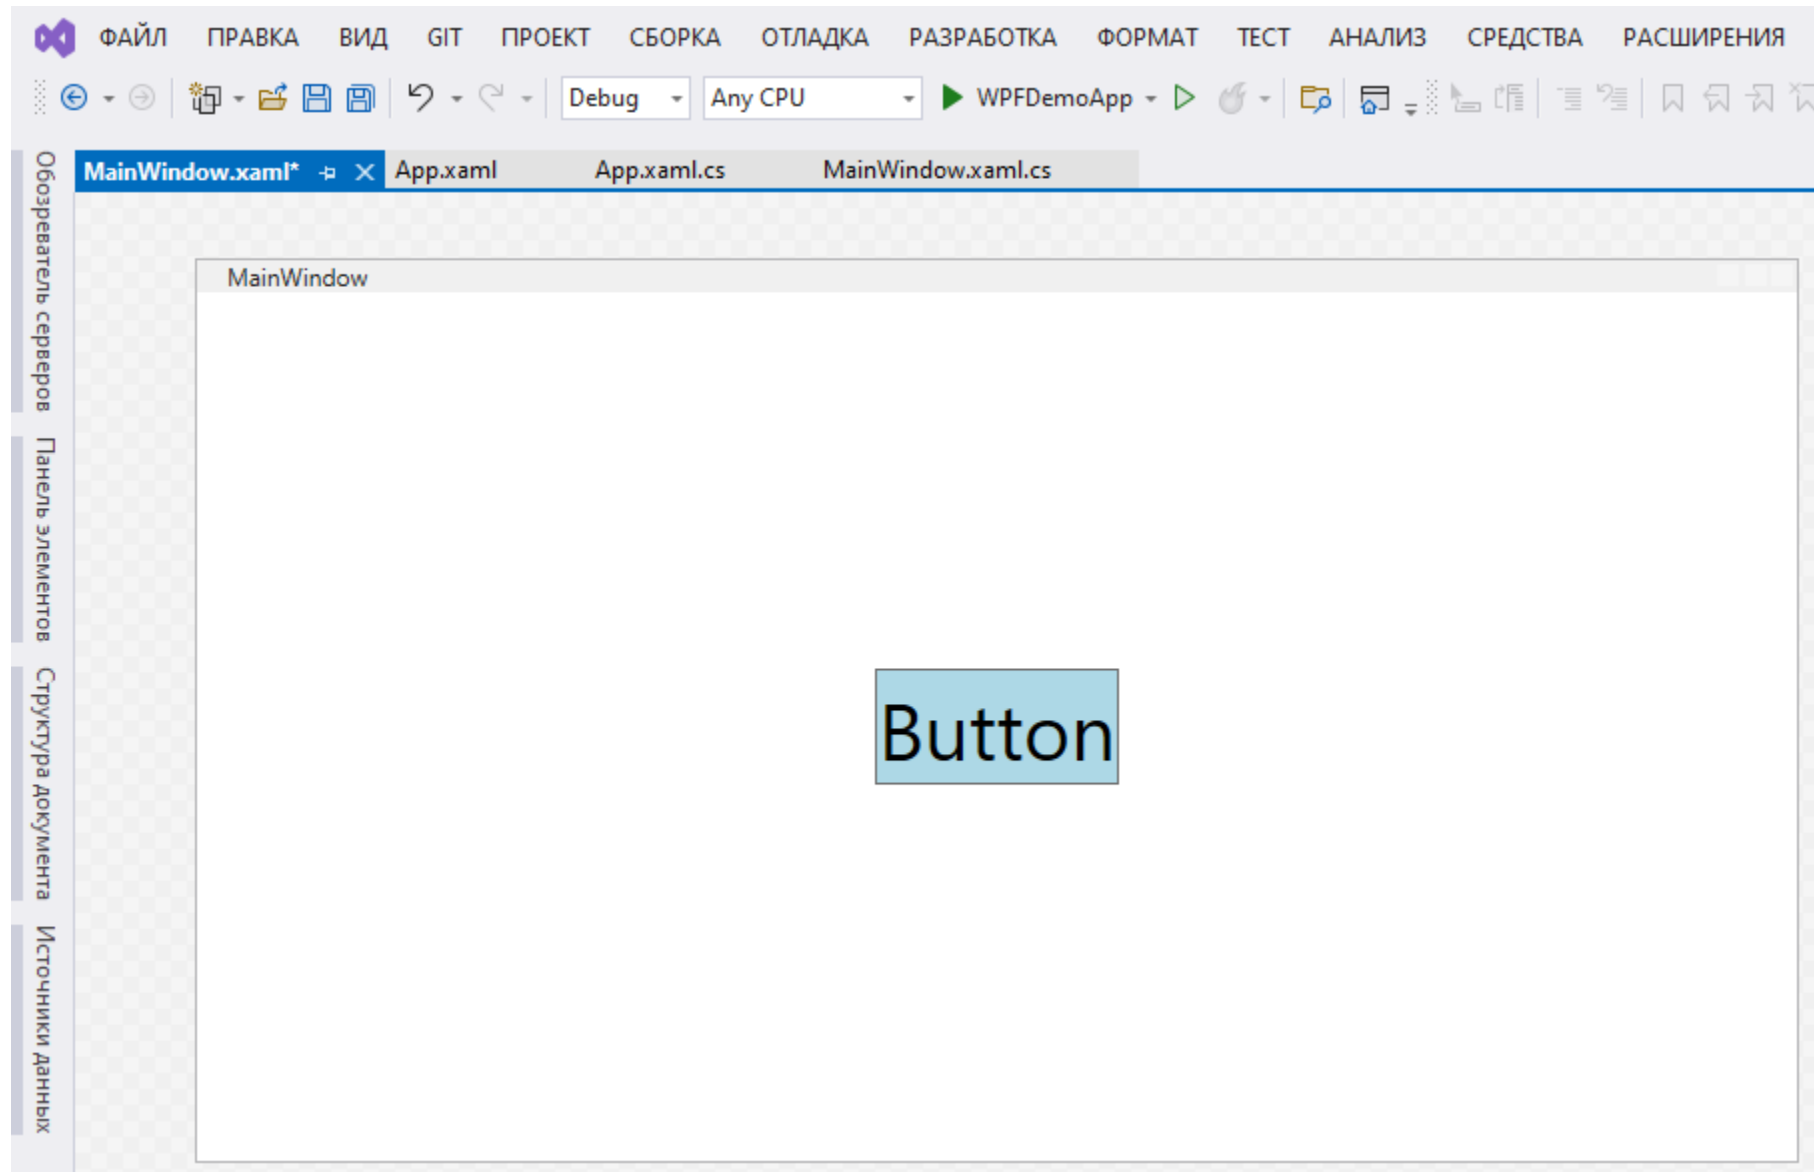 ФАЙЛ ПРАВКА ВИД GIT ПРОЕКТ СБОРКА ОТЛАДКА РАЗРАБОТКА ФОРМАТ ТЕСТ АНАЛИЗ СРЕДСТВА РАСШИРЕНИЯ
Debug Any CPU WPFDemoApp
MainWindow.xaml* App.xaml App.xaml.cs MainWindow.xaml.cs
Обозреватель серверов
Панель элементов
Структура документа
Источники данных
MainWindow
Button